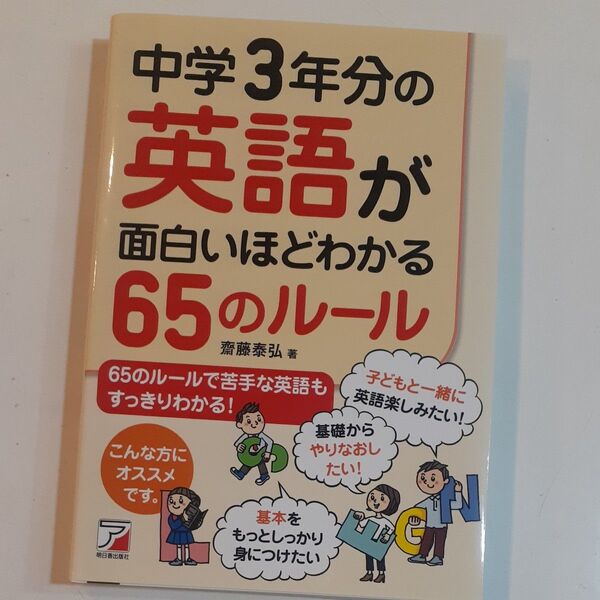 中学3年分の
英語が
面白いほどわかる
65のルール
齋藤泰弘 著
65のルールで苦手な英語も
すっきりわかる!
子どもと一緒に
英語楽しみたい!
基礎から
やりなおし
たい!
こんな方に
オススメ
です。
基本を
もっとしっかり
身につけたい
明日香出版社